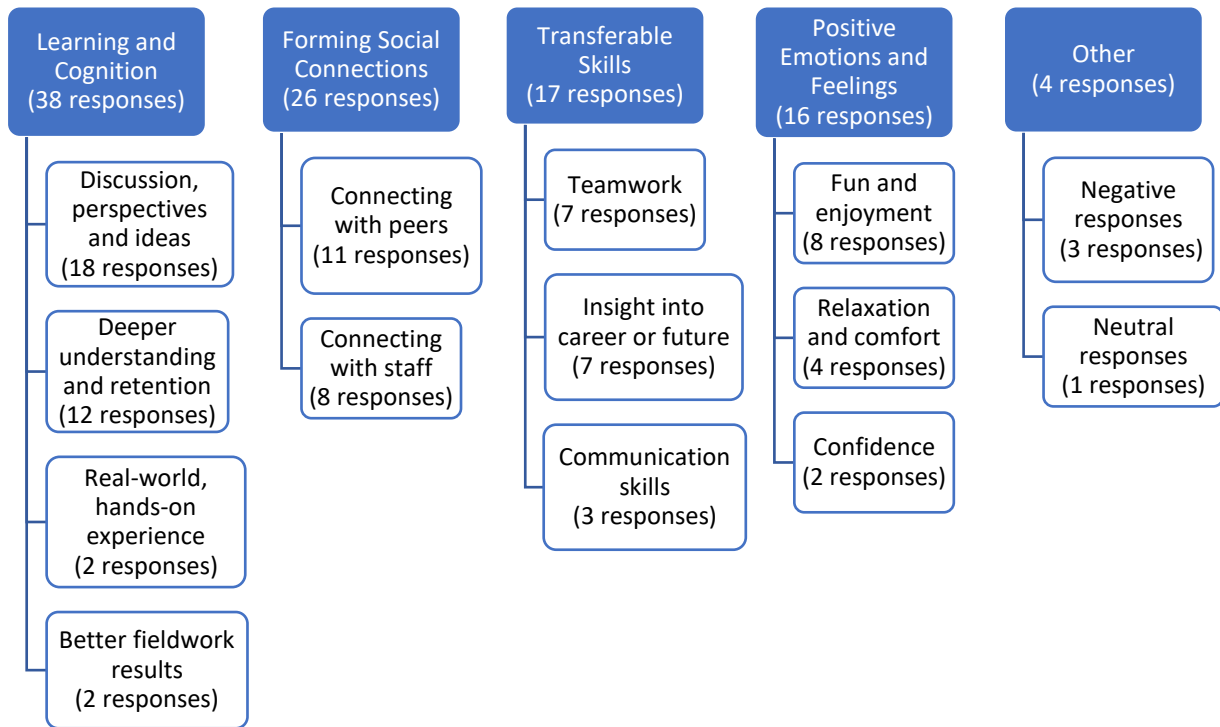 Learning and
Cognition
(38 responses)
Discussion,
perspectives
and ideas
(18 responses)
Deeper
understanding
and retention
(12 responses)
Real-world,
hands-on
experience
(2 responses)
Better fieldwork
results
(2 responses)
Forming Social
Connections
(26 responses)
Connecting
with peers
(11 responses)
Connecting
with staff
(8 responses)
Transferable
Skills
(17 responses)
Teamwork
(7 responses)
Insight into
career or future
(7 responses)
Communication
skills
(3 responses)
Positive
Emotions and
Feelings
(16 responses)
Fun and
enjoyment
(8 responses)
Relaxation
and comfort
(4 responses)
Confidence
(2 responses)
Other
(4 responses)
Negative
responses
(3 responses)
Neutral
responses
(1 responses)